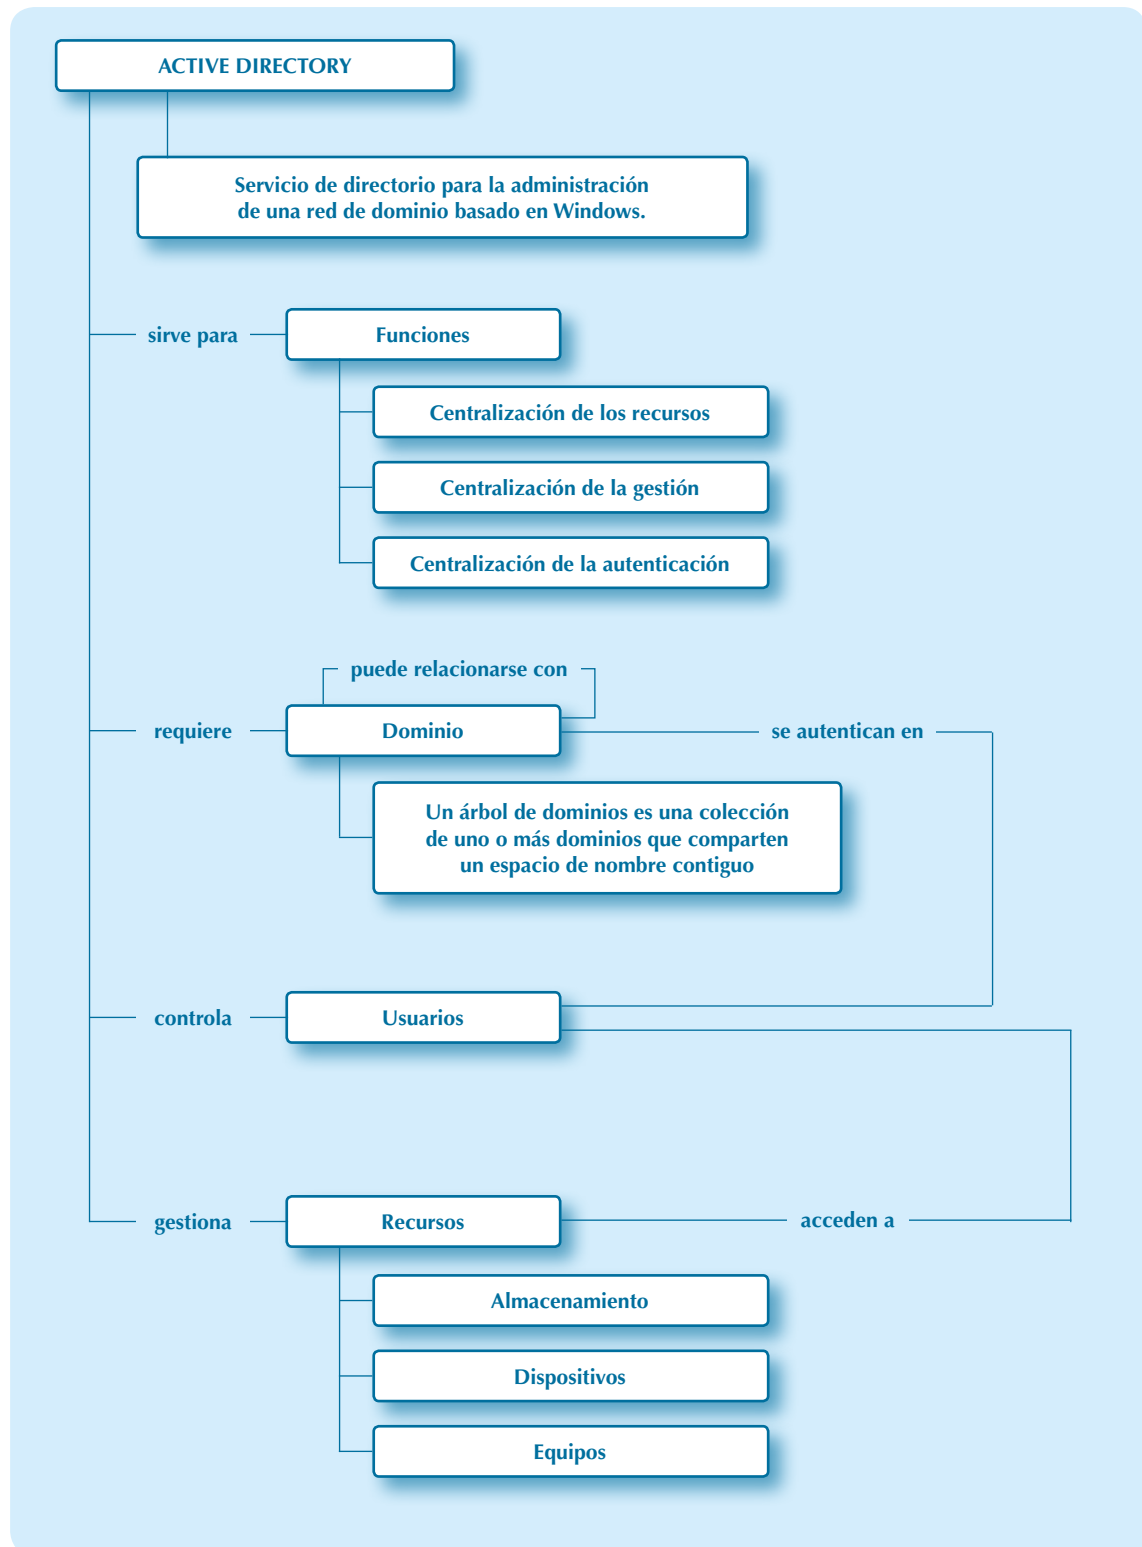 ACTIVE DIRECTORY
Servicio de directorio para la administración
de una red de dominio basado en Windows.
sirve para
Funciones
Centralización de los recursos
Centralización de la gestión
Centralización de la autenticación
puede relacionarse con
requiere
Dominio
se autentican en
Un árbol de dominios es una colección
de uno o más dominios que comparten
un espacio de nombre contiguo
controla
Usuarios
gestiona
Recursos
acceden a
Almacenamiento
Dispositivos
Equipos